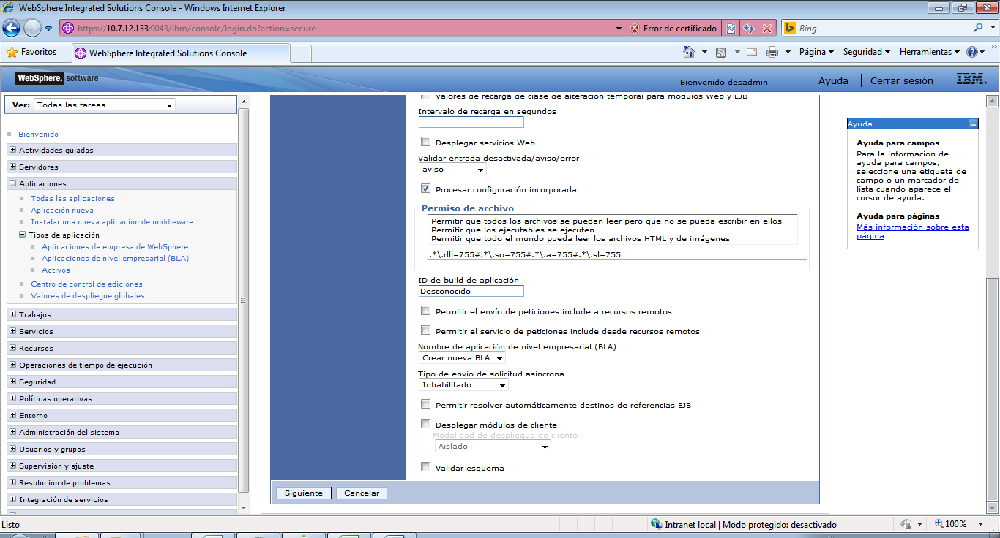 WebSphere Integrated Solutions Console - Windows Internet Explorer
https://10.7.12.133:9043/ibm/console/login.do?action=secure
Error de certificado
Bing
Favoritos
WebSphere Integrated Solutions Console
Página
Seguridad
Herramientas
WebSphere. software
Bienvenido desadmin
Ayuda
Cerrar sesión
IBM.
Ver: Todas las tareas
Bienvenido
Actividades guiadas
Servidores
Aplicaciones
Todas las aplicaciones
Aplicación nueva
Instalar una nueva aplicación de middleware
Tipos de aplicación
Aplicaciones de empresa de WebSphere
Aplicaciones de nivel empresarial (BLA)
Activos
Centro de control de ediciones
Valores de despliegue globales
Trabajos
Servicios
Recursos
Operaciones de tiempo de ejecución
Seguridad
Políticas operativas
Entorno
Administración del sistema
Usuarios y grupos
Supervisión y ajuste
Resolución de problemas
Integración de servicios
Valores de recarga de clase de alteración temporal para módulos Web y EJB
Intervalo de recarga en segundos
Desplegar servicios Web
Validar entrada desactivada/aviso/error
aviso
Procesar configuración incorporada
Permiso de archivo
Permitir que todos los archivos se puedan leer pero que no se pueda escribir en ellos
Permitir que los ejecutables se ejecuten
Permitir que todo el mundo pueda leer los archivos HTML y de imágenes
.*\.dll=755#.*\.so=755#.*\.a=755#.*\.sl=755
ID de build de aplicación
Desconocido
Permitir el envío de peticiones include a recursos remotos
Permitir el servicio de peticiones include desde recursos remotos
Nombre de aplicación de nivel empresarial (BLA)
Crear nueva BLA
Tipo de envío de solicitud asíncrona
Inhabilitado
Permitir resolver automáticamente destinos de referencias EJB
Desplegar módulos de cliente
Modalidad de despliegue de cliente
Aislado
Validar esquema
Siguiente
Cancelar
Ayuda
Ayuda para campos
Para la información de
ayuda para campos,
seleccione una etiqueta de
campo o un marcador de
lista cuando aparece el
cursor de ayuda.
Ayuda para páginas
Más información sobre esta
página
Listo
Intranet local | Modo protegido: desactivado
100%